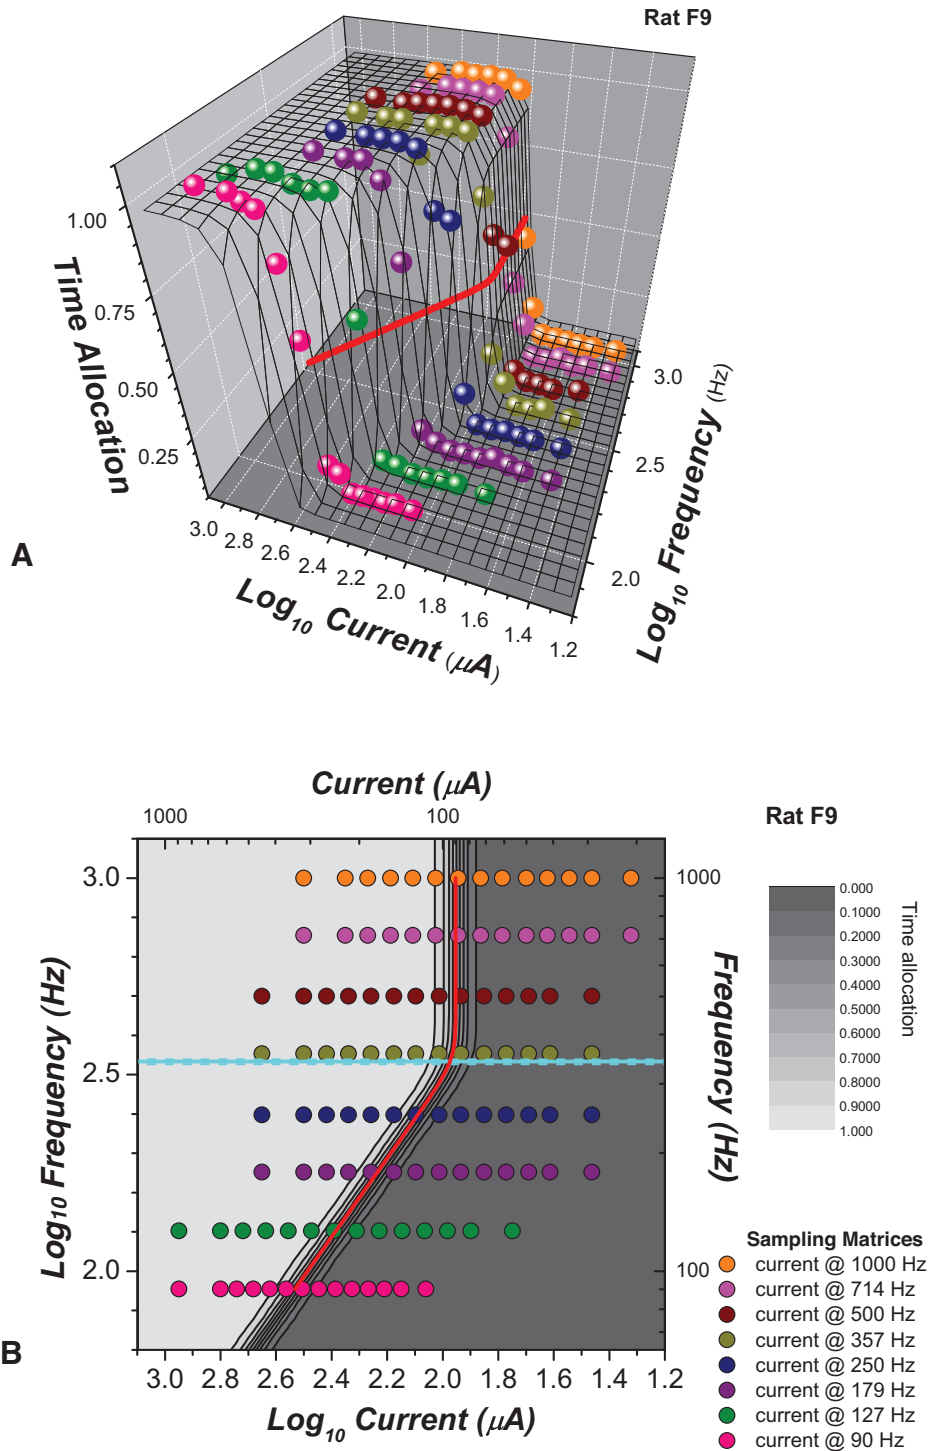 Rat F9
1.00
0.75
0.50
0.25
Time Allocation
3.0
2.8
2.6
2.4
2.2
2.0
1.8
1.6
1.4
1.2
Log10 Current (μA)
3.0
2.5
2.0
Log10 Frequency (Hz)
A
Current (μA)
1000
100
Rat F9
3.0
2.5
2.0
Log10 Frequency (Hz)
1000
100
Frequency (Hz)
0.000
0.1000
0.2000
0.3000
0.4000
0.5000
0.6000
0.7000
0.8000
0.9000
1.000
Time allocation
Sampling Matrices
current @ 1000 Hz
current @ 714 Hz
current @ 500 Hz
current @ 357 Hz
current @ 250 Hz
current @ 179 Hz
current @ 127 Hz
current @ 90 Hz
B
3.0 2.8 2.6 2.4 2.2 2.0 1.8 1.6 1.4 1.2
Log10 Current (μA)